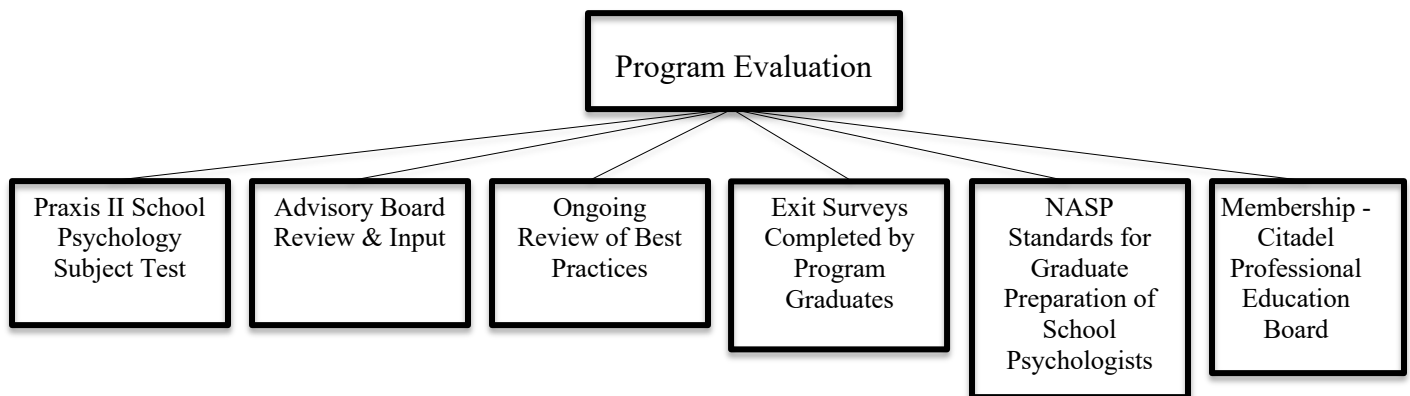 Program Evaluation
Praxis II School
Psychology
Subject Test
Advisory Board
Review & Input
Ongoing
Review of Best
Practices
Exit Surveys
Completed by
Program
Graduates
NASP
Standards for
Graduate
Preparation of
School
Psychologists
Membership -
Citadel
Professional
Education
Board